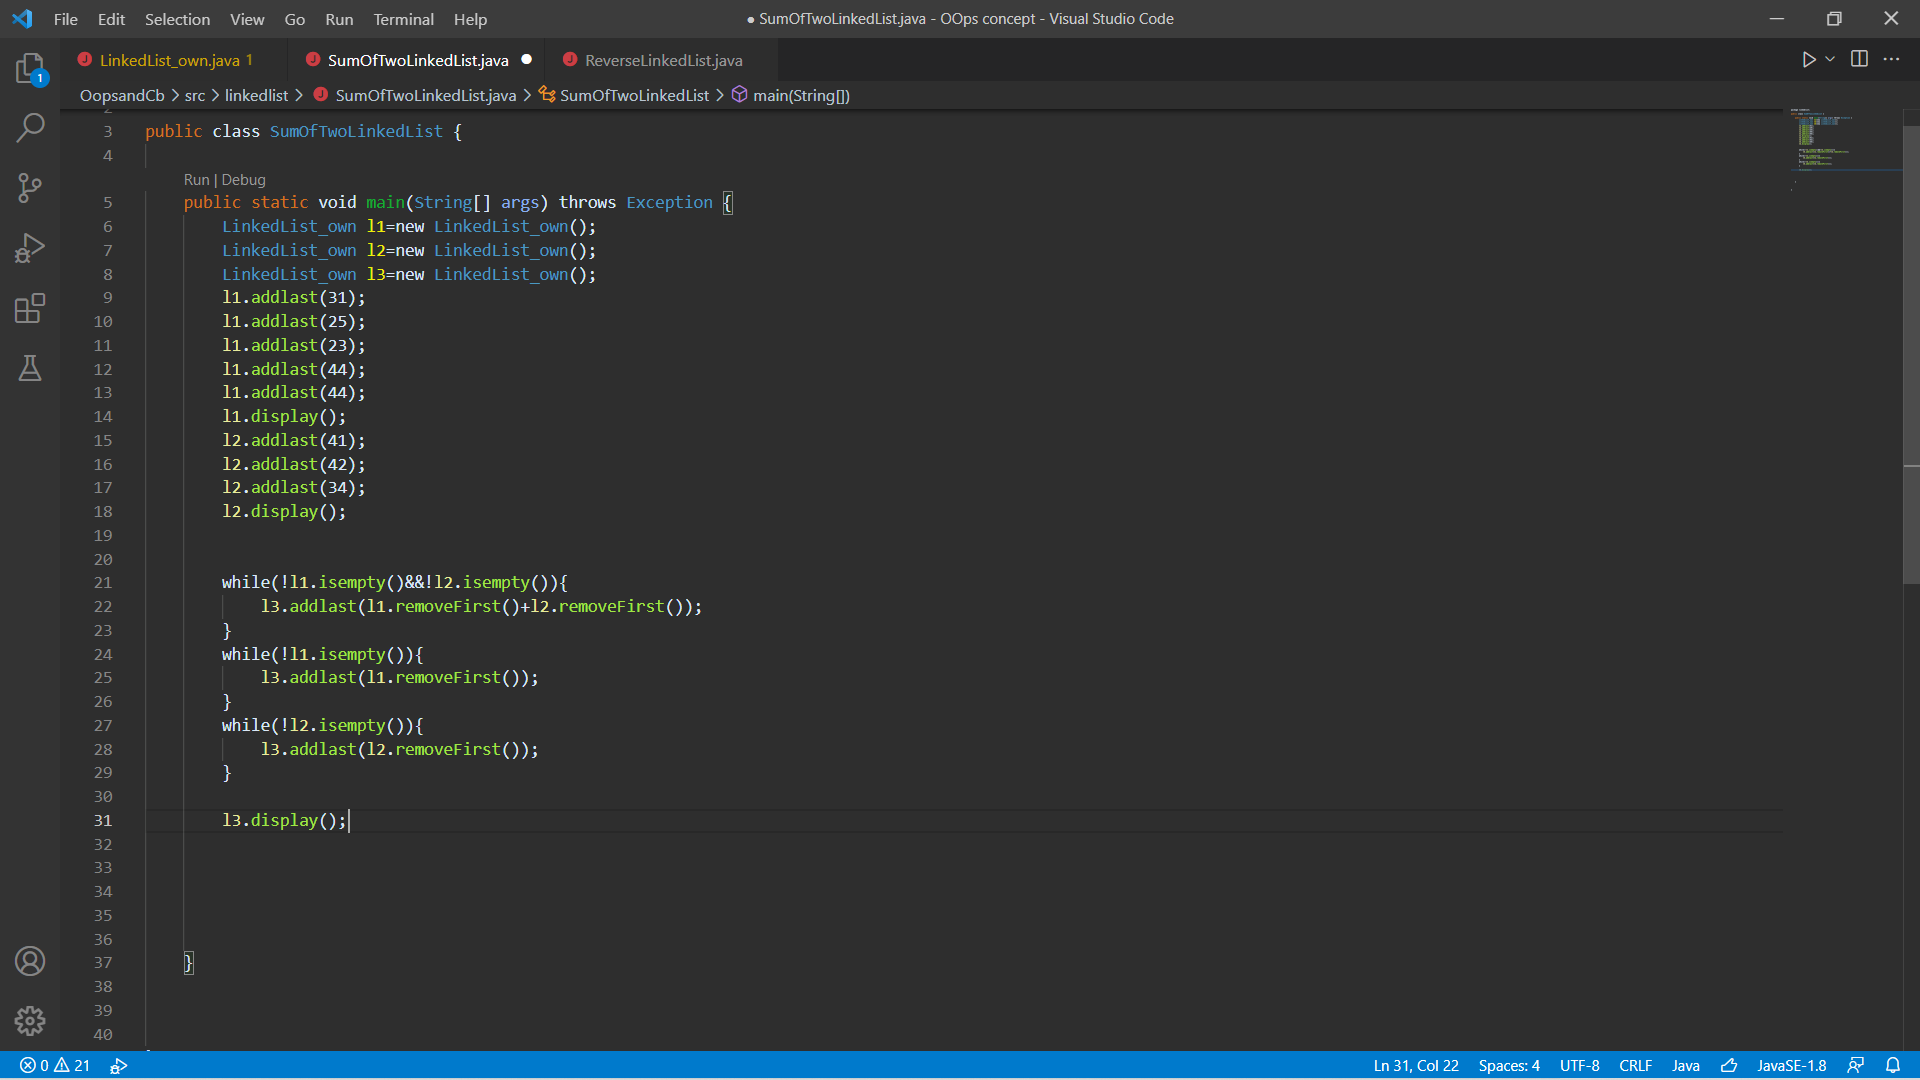 File Edit Selection View Go Run Terminal Help
● SumOfTwoLinkedList.java - OOps concept - Visual Studio Code
LinkedList_own.java 1
SumOfTwoLinkedList.java
ReverseLinkedList.java
OopsandCb > src > linkedlist > SumOfTwoLinkedList.java > SumOfTwoLinkedList > main(String[])
1
2
3 public class SumOfTwoLinkedList {
4
Run | Debug
5 public static void main(String[] args) throws Exception {
6 LinkedList_own l1=new LinkedList_own();
7 LinkedList_own l2=new LinkedList_own();
8 LinkedList_own l3=new LinkedList_own();
9 l1.addlast(31);
10 l1.addlast(25);
11 l1.addlast(23);
12 l1.addlast(44);
13 l1.addlast(44);
14 l1.display();
15 l2.addlast(41);
16 l2.addlast(42);
17 l2.addlast(34);
18 l2.display();
19
20
21 while(!l1.isempty()&&!l2.isempty()){
22 l3.addlast(l1.removeFirst()+l2.removeFirst());
23 }
24 while(!l1.isempty()){
25 l3.addlast(l1.removeFirst());
26 }
27 while(!l2.isempty()){
28 l3.addlast(l2.removeFirst());
29 }
30
31 l3.display();
32
33
34
35
36
37 }
38
39
40
0 21
Ln 31, Col 22 Spaces: 4 UTF-8 CRLF Java JavaSE-1.8